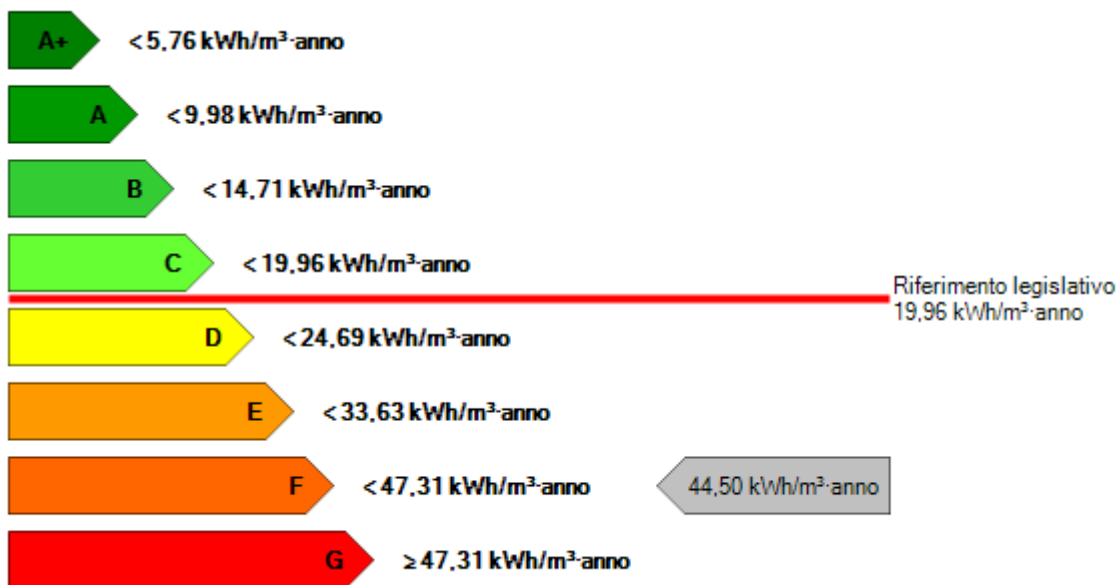 A+ <5,76 kWh/m³·anno
A <9,98 kWh/m³·anno
B <14,71 kWh/m³·anno
C <19,96 kWh/m³·anno
Riferimento legislativo
19,96 kWh/m³·anno
D <24,69 kWh/m³·anno
E <33,63 kWh/m³·anno
F <47,31 kWh/m³·anno 44,50 kWh/m³·anno
G ≥47,31 kWh/m³·anno